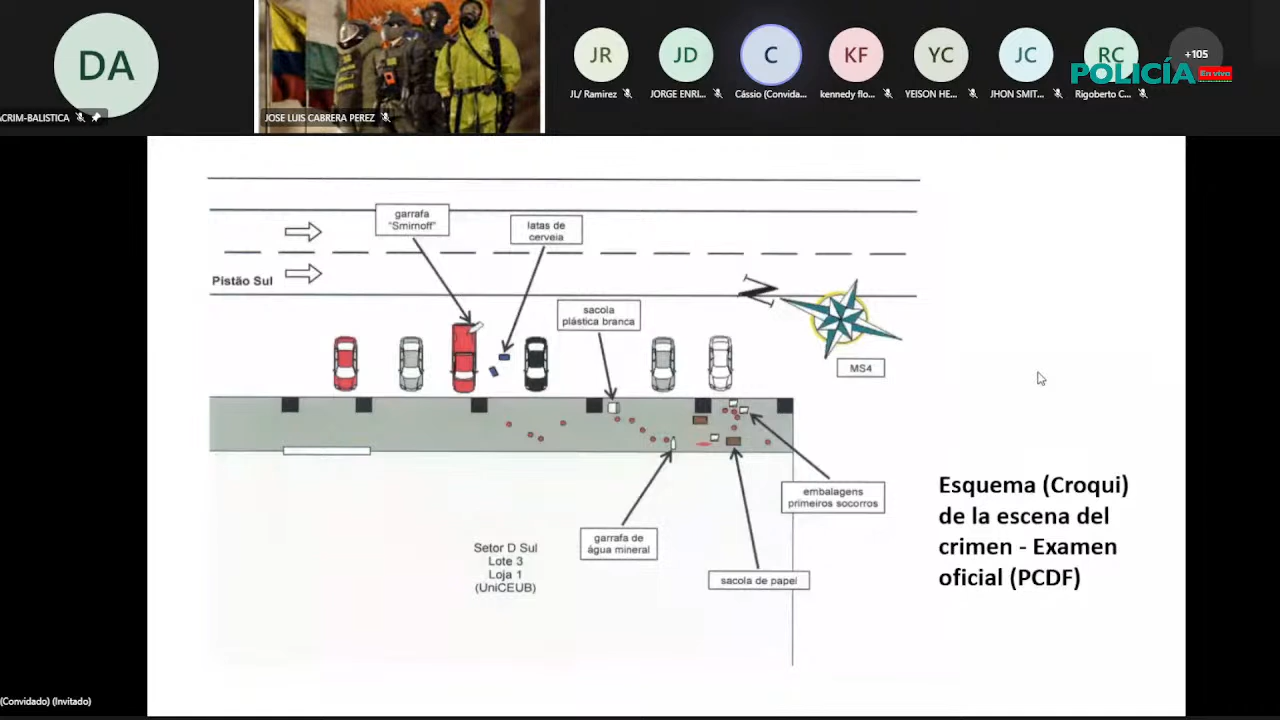 DA
JR
JD
C
KF
YC
JC
RC
+105
POLICÍA En vivo
ACRIM-BALISTICA
JOSE LUIS CABRERA PEREZ
JL/ Ramirez
JORGE ENRI...
Cássio (Convida...
kennedy flo...
YEISON HE...
JHON SMIT...
Rigoberto C...
garrafa
"Smirnoff"
latas de
cerveja
Pistão Sul
N
sacola
plástica branca
MS4
embalagens
primeiros socorros
garrafa de
água mineral
sacola de papel
Setor D Sul
Lote 3
Loja 1
(UniCEUB)
Esquema (Croqui)
de la escena del
crimen - Examen
oficial (PCDF)
(Convidado) (Invitado)